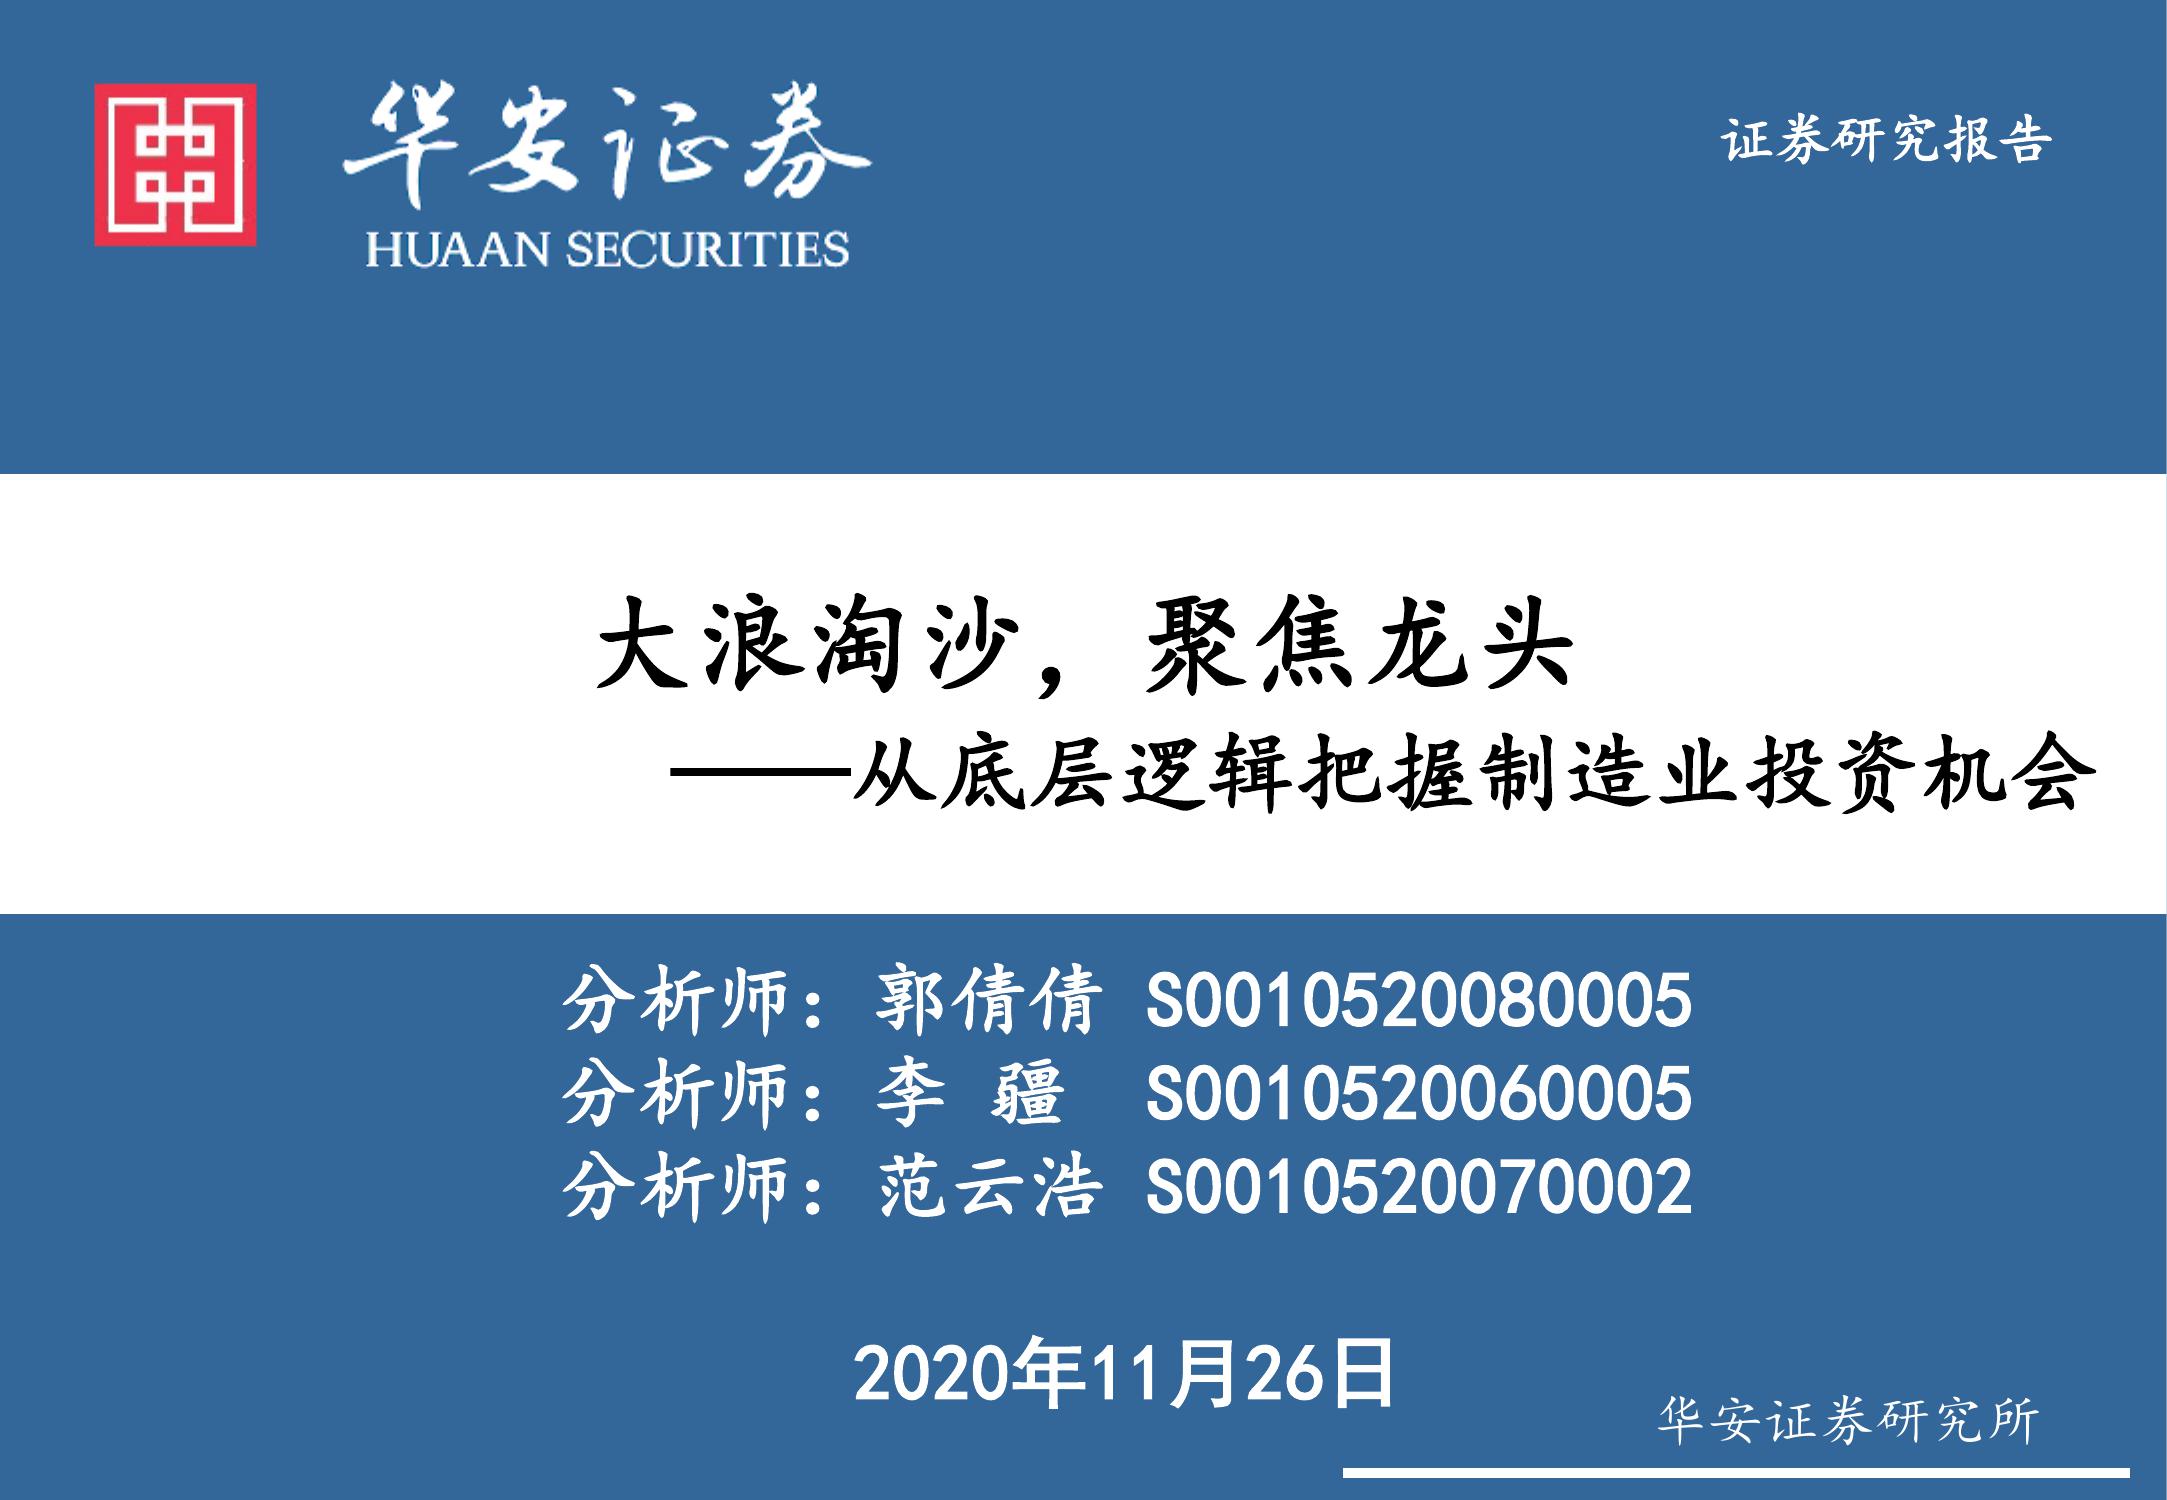 华安证券
HUAAN SECURITIES
证券研究报告
大浪淘沙，聚焦龙头
——从底层逻辑把握制造业投资机会
分析师：郭倩倩 S0010520080005
分析师：李 疆 S0010520060005
分析师：范云浩 S0010520070002
2020年11月26日
华安证券研究所